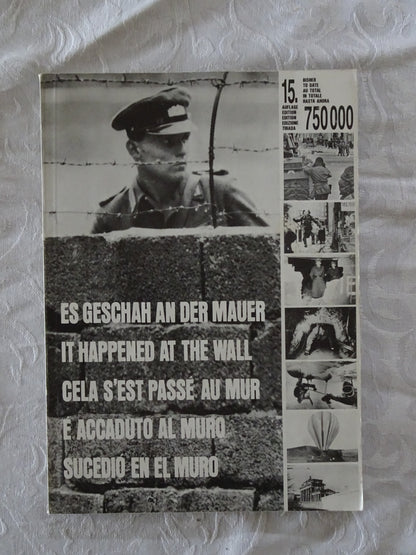 15.
AUFLAGE
EDITION
EDITION
EDIZIONE
TIRADA
BISHER
TO DATE
AU TOTAL
IN TOTALE
HASTA AHORA
750 000
ES GESCHAH AN DER MAUER
IT HAPPENED AT THE WALL
CELA S'EST PASSÉ AU MUR
E ACCADUTO AL MURO
SUCEDIÓ EN EL MURO